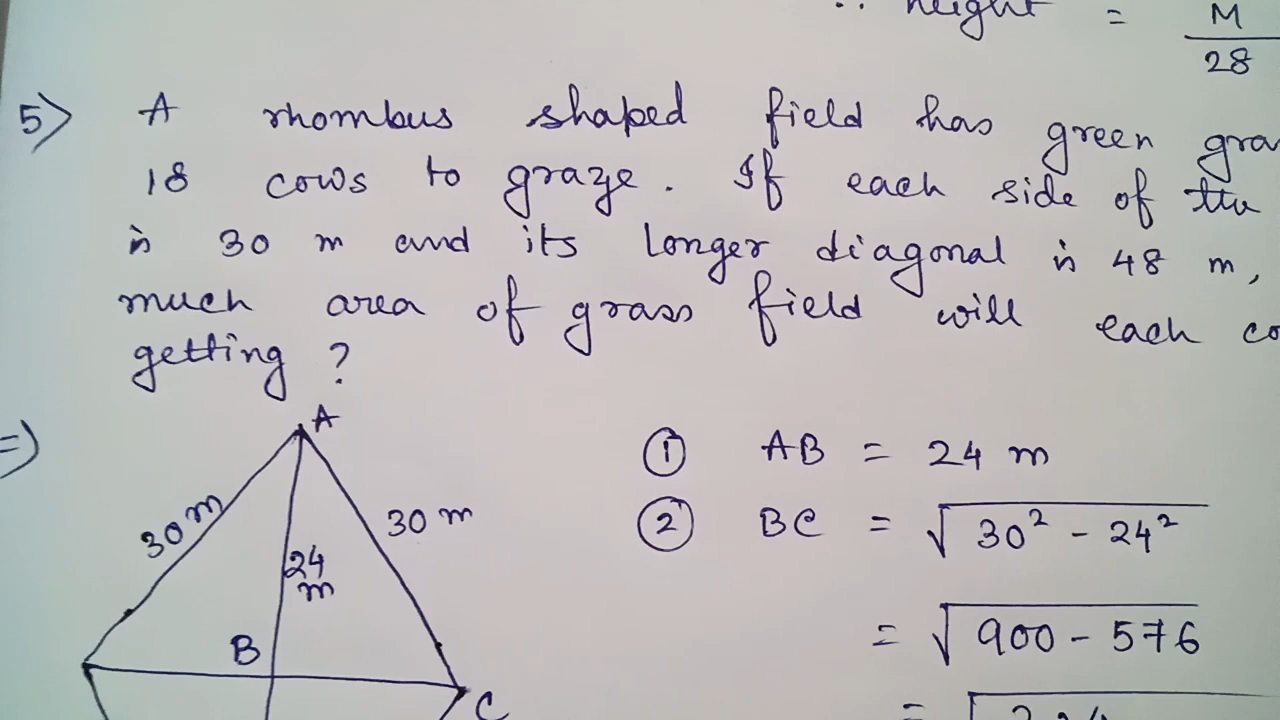 ∴ height = M/28
5) A rhombus shaped field has green gra
18 cows to graze. If each side of the
is 30 m and its longer diagonal is 48 m,
much area of grass field will each co
getting ?
=) A
30 m
30 m
24 m
B
C
① AB = 24 m
② BC = √(30² - 24²)
= √(900 - 576)
= √324